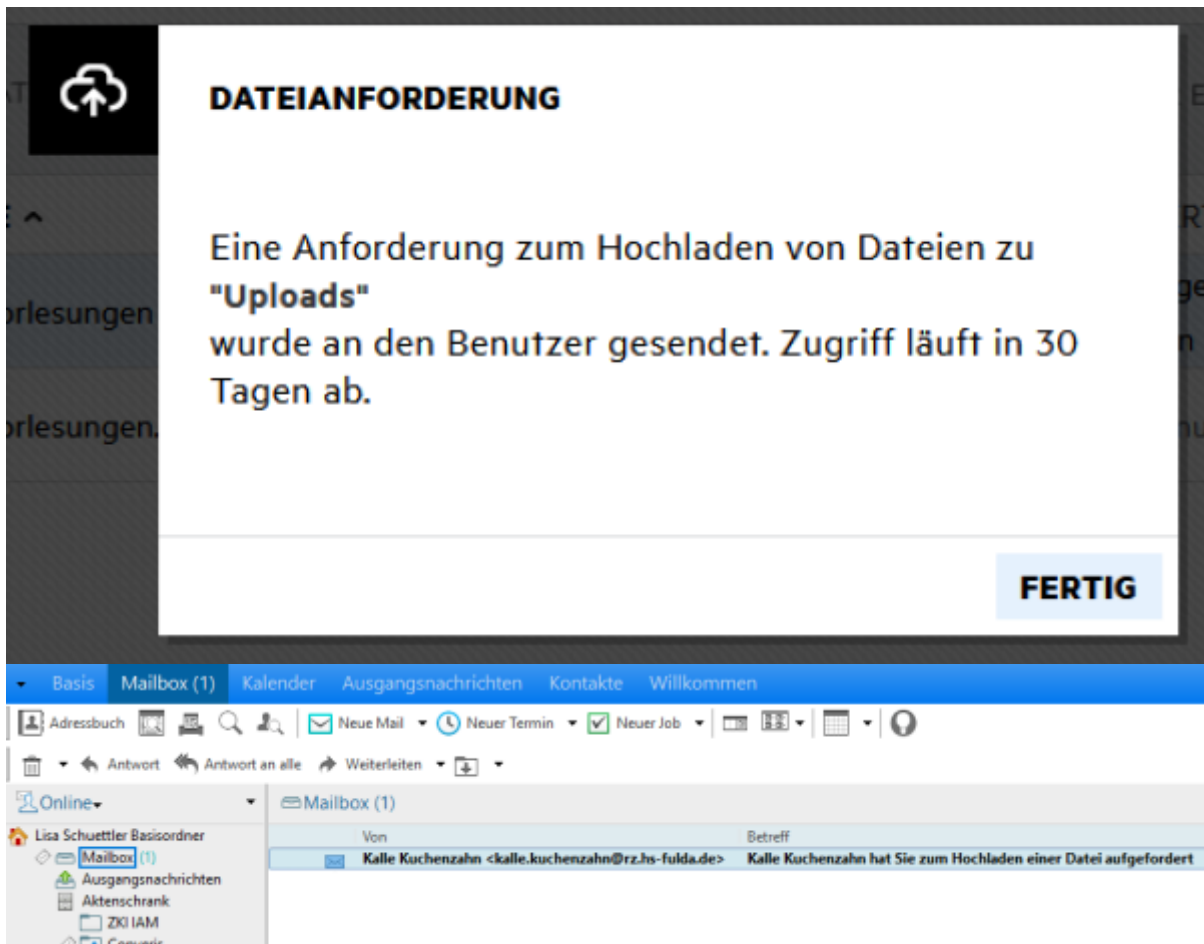 DATEIANFORDERUNG
Eine Anforderung zum Hochladen von Dateien zu
"Uploads"
wurde an den Benutzer gesendet. Zugriff läuft in 30
Tagen ab.
orlesungen
orlesungen.
FERTIG
Basis Mailbox (1) Kalender Ausgangsnachrichten Kontakte Willkommen
Adressbuch Neue Mail Neuer Termin Neuer Job
Antwort Antwort an alle Weiterleiten
Online
Mailbox (1)
Lisa Schuettler Basisordner
Von Betreff
Mailbox (1)
Kalle Kuchenzahn <kalle.kuchenzahn@rz.hs-fulda.de> Kalle Kuchenzahn hat Sie zum Hochladen einer Datei aufgefordert
Ausgangsnachrichten
Aktenschrank
ZKI IAM